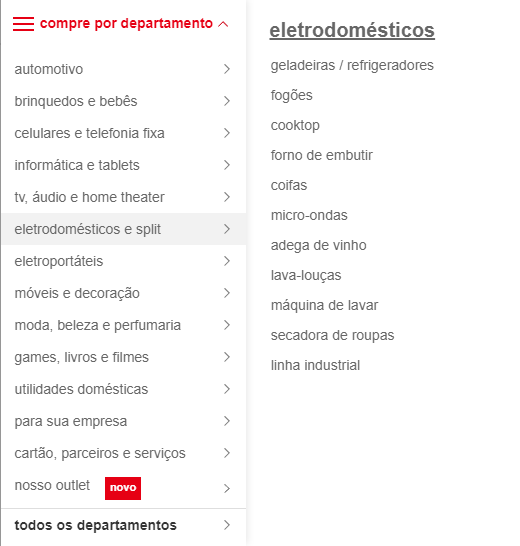 compre por departamento
automotivo
brinquedos e bebês
celulares e telefonia fixa
informática e tablets
tv, áudio e home theater
eletrodomésticos e split
eletroportáteis
móveis e decoração
moda, beleza e perfumaria
games, livros e filmes
utilidades domésticas
para sua empresa
cartão, parceiros e serviços
nosso outlet novo
todos os departamentos
eletrodomésticos
geladeiras / refrigeradores
fogões
cooktop
forno de embutir
coifas
micro-ondas
adega de vinho
lava-louças
máquina de lavar
secadora de roupas
linha industrial